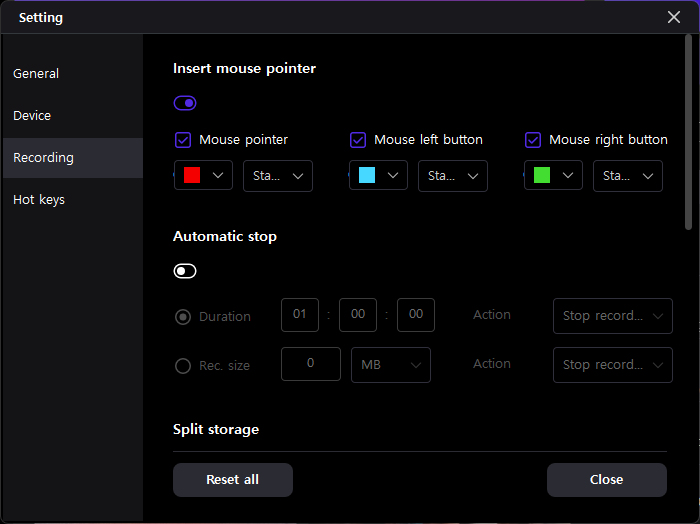 Setting
General
Device
Recording
Hot keys
Insert mouse pointer
Mouse pointer
Mouse left button
Mouse right button
Sta...
Sta...
Sta...
Automatic stop
Duration 01 : 00 : 00 Action Stop record...
Rec. size 0 MB Action Stop record...
Split storage
Reset all
Close